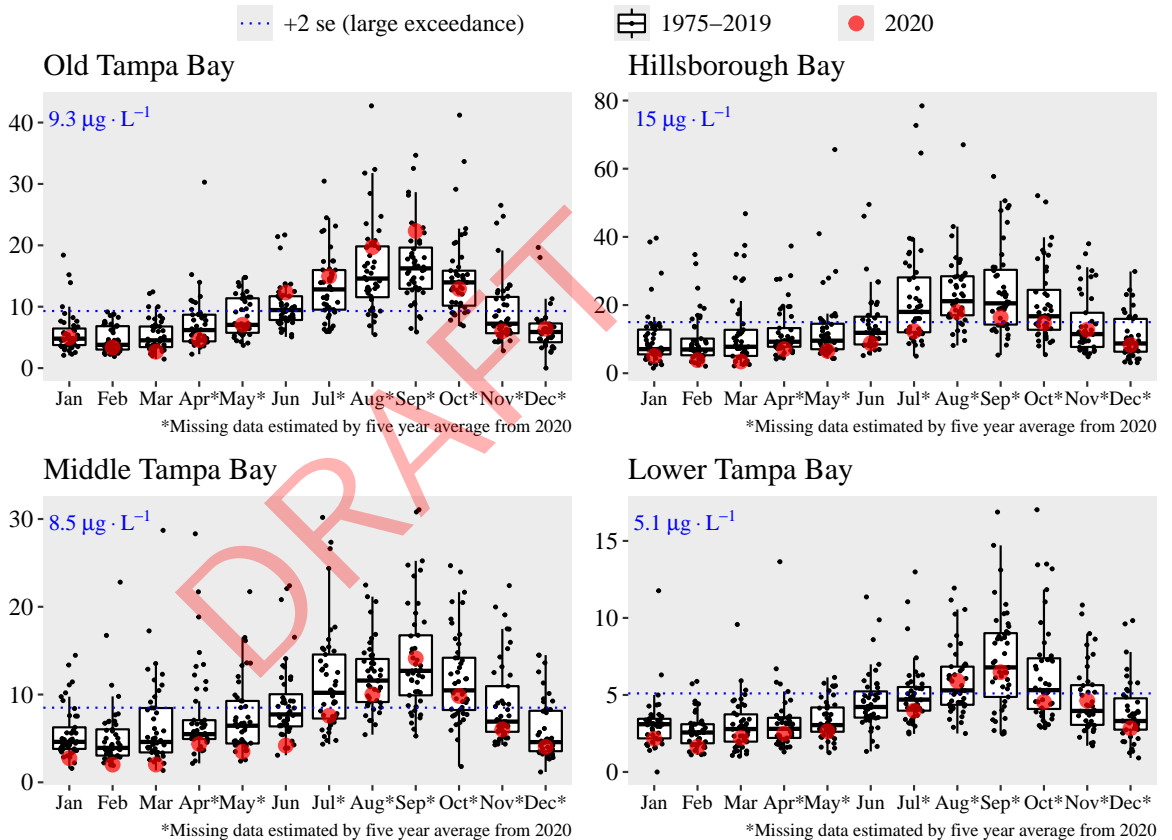 +2 se (large exceedance) 1975–2019 2020
Old Tampa Bay
9.3 µg · L⁻¹
40
30
20
10
0
Jan Feb Mar Apr* May* Jun Jul* Aug* Sep* Oct* Nov* Dec*
*Missing data estimated by five year average from 2020
Hillsborough Bay
15 µg · L⁻¹
80
60
40
20
0
Jan Feb Mar Apr* May* Jun Jul* Aug* Sep* Oct* Nov* Dec*
*Missing data estimated by five year average from 2020
Middle Tampa Bay
8.5 µg · L⁻¹
30
20
10
0
Jan Feb Mar Apr* May* Jun Jul* Aug* Sep* Oct* Nov* Dec*
*Missing data estimated by five year average from 2020
Lower Tampa Bay
5.1 µg · L⁻¹
15
10
5
0
Jan Feb Mar Apr* May* Jun Jul* Aug* Sep* Oct* Nov* Dec*
*Missing data estimated by five year average from 2020
DRAFT